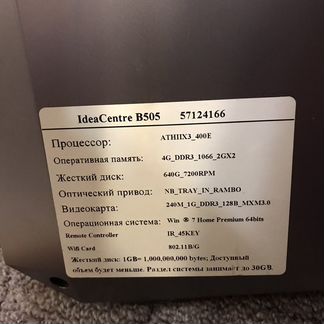 IdeaCentre B505 57124166
Процессор: ATHIIX3_400E
Оперативная память: 4G_DDR3_1066_2GX2
Жесткий диск: 640G_7200RPM
Оптический привод: NB_TRAY_IN_RAMBO
Видеокарта: 240M_1G_DDR3_128B_MXM3.0
Операционная система: Win ® 7 Home Premium 64bits
Remote Controller IR_45KEY
Wifi Card 802.11B/G
Жесткий диск: 1GB= 1,000,000,000 bytes; Доступный
объем будет меньше. Раздел системы занимает до 30GB.